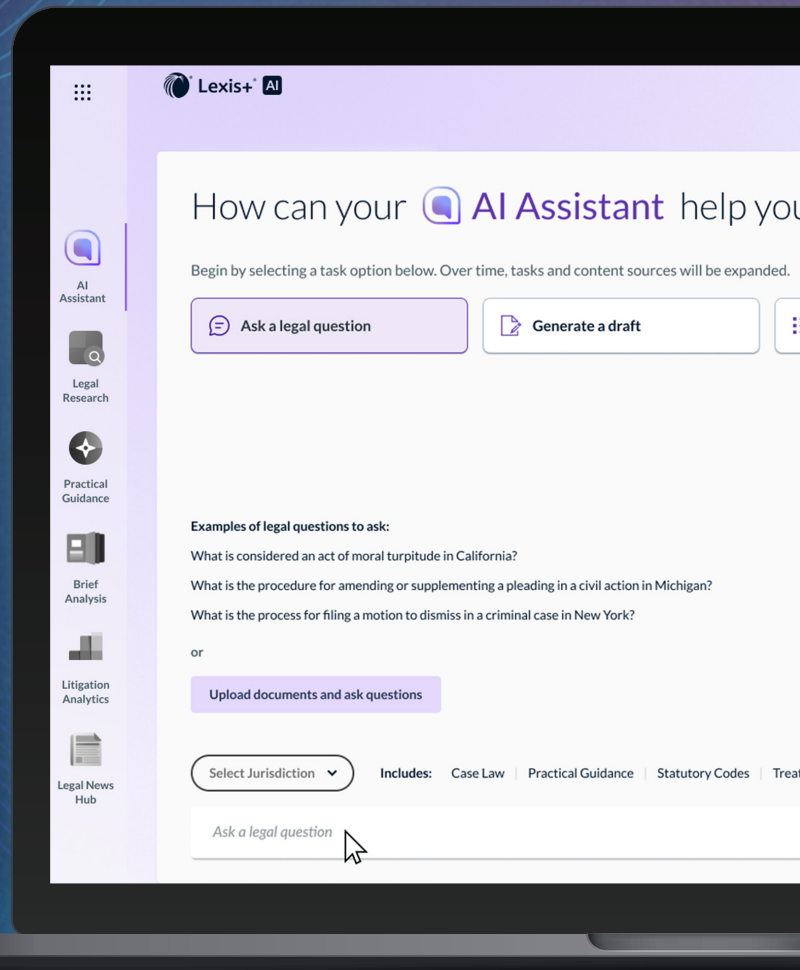 Lexis+ AI
How can your AI Assistant help you
Begin by selecting a task option below. Over time, tasks and content sources will be expanded.
Ask a legal question
Generate a draft
AI
Assistant
Legal
Research
Practical
Guidance
Brief
Analysis
Litigation
Analytics
Legal News
Hub
Examples of legal questions to ask:
What is considered an act of moral turpitude in California?
What is the procedure for amending or supplementing a pleading in a civil action in Michigan?
What is the process for filing a motion to dismiss in a criminal case in New York?
or
Upload documents and ask questions
Select Jurisdiction
Includes: Case Law | Practical Guidance | Statutory Codes |
Ask a legal question